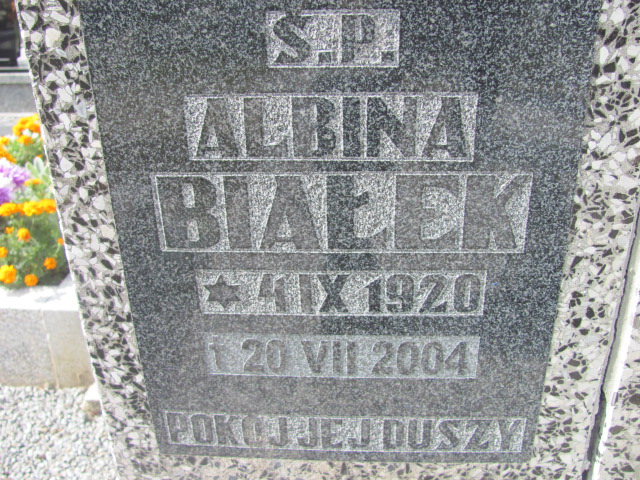 Ś.P.
ALBINA
BIAŁEK
* 4 IX 1920
† 20 VII 2004
POKÓJ JEJ DUSZY